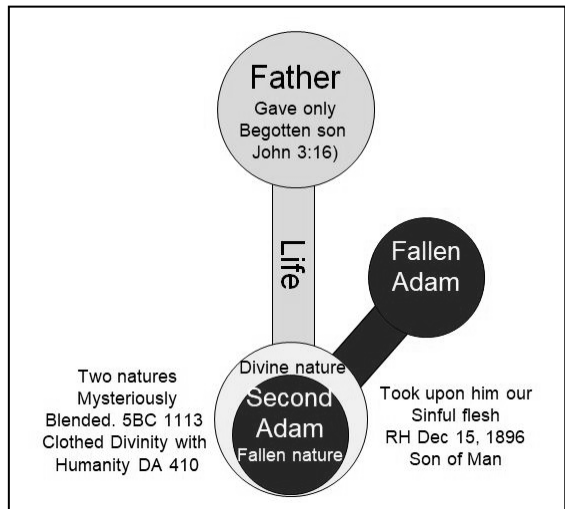 Father
Gave only
Begotten son
John 3:16)
Life
Fallen
Adam
Divine nature
Second
Adam
Fallen nature
Two natures
Mysteriously
Blended. 5BC 1113
Clothed Divinity with
Humanity DA 410
Took upon him our
Sinful flesh
RH Dec 15, 1896
Son of Man